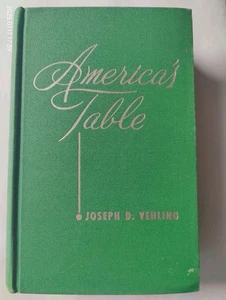 America's
Table
JOSEPH D. VEHLING